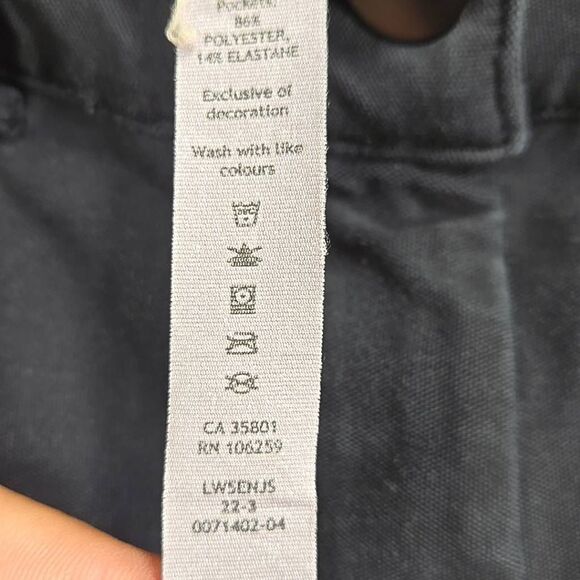 Pockets:
86%
POLYESTER,
14% ELASTANE
Exclusive of
decoration
Wash with like
colours
CA 35801
RN 106259
LW5ENJS
22-3
0071402-04